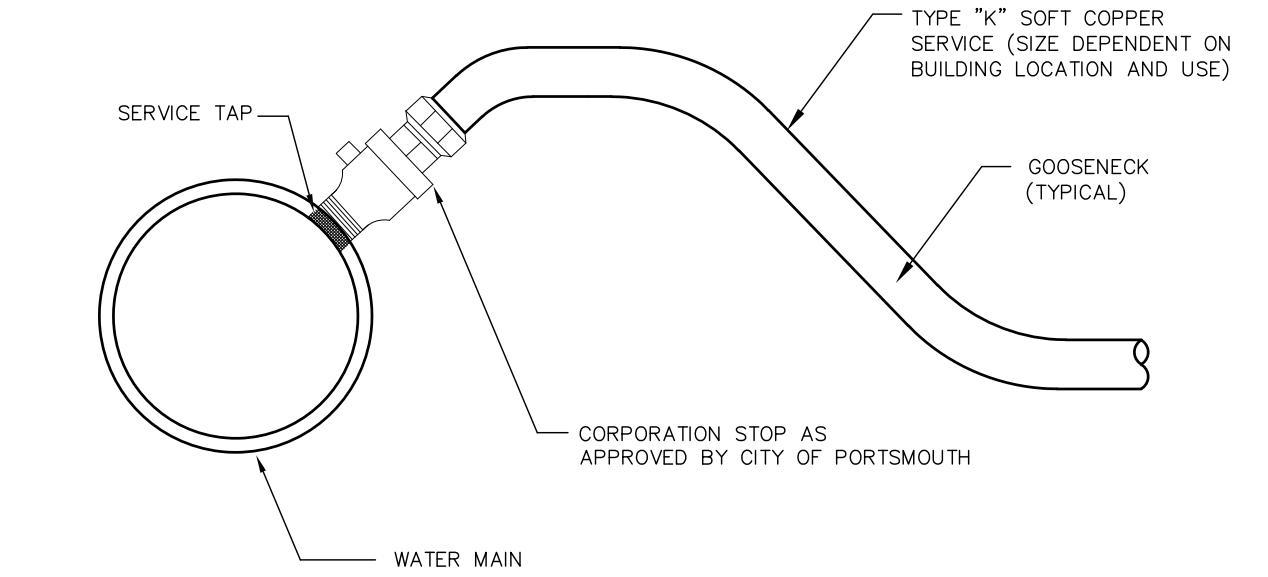 TYPE "K" SOFT COPPER
SERVICE (SIZE DEPENDENT ON
BUILDING LOCATION AND USE)
SERVICE TAP
GOOSENECK
(TYPICAL)
CORPORATION STOP AS
APPROVED BY CITY OF PORTSMOUTH
WATER MAIN